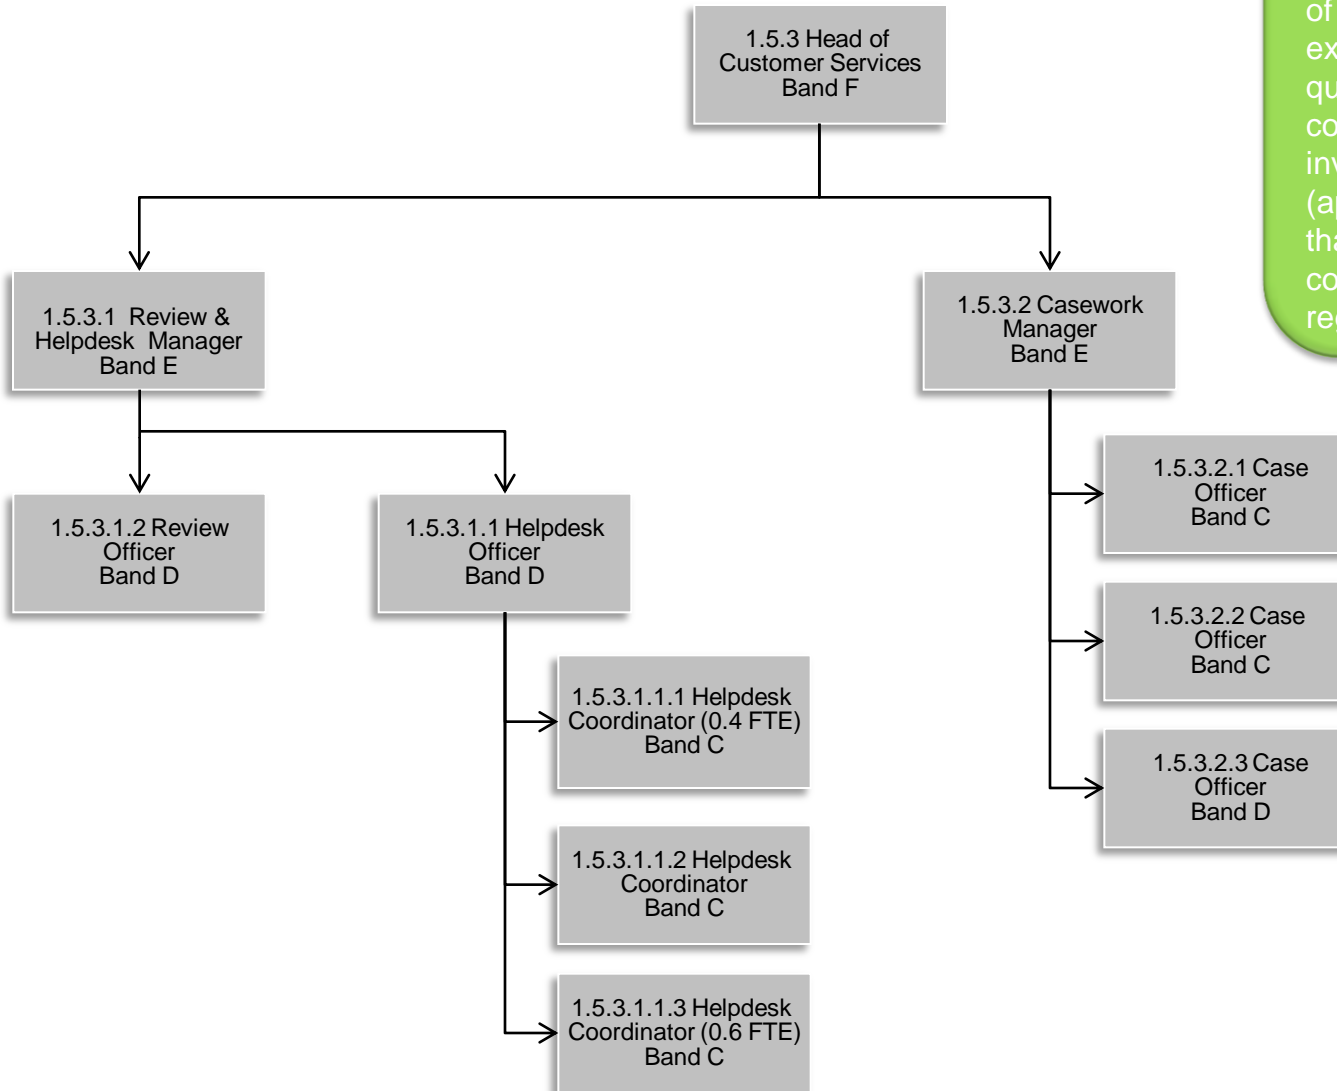 1.5.3 Head of
Customer Services
Band F
1.5.3.1 Review &
Helpdesk Manager
Band E
1.5.3.2 Casework
Manager
Band E
1.5.3.1.2 Review
Officer
Band D
1.5.3.1.1 Helpdesk
Officer
Band D
1.5.3.1.1.1 Helpdesk
Coordinator (0.4 FTE)
Band C
1.5.3.1.1.2 Helpdesk
Coordinator
Band C
1.5.3.1.1.3 Helpdesk
Coordinator (0.6 FTE)
Band C
1.5.3.2.1 Case
Officer
Band C
1.5.3.2.2 Case
Officer
Band C
1.5.3.2.3 Case
Officer
Band D
of